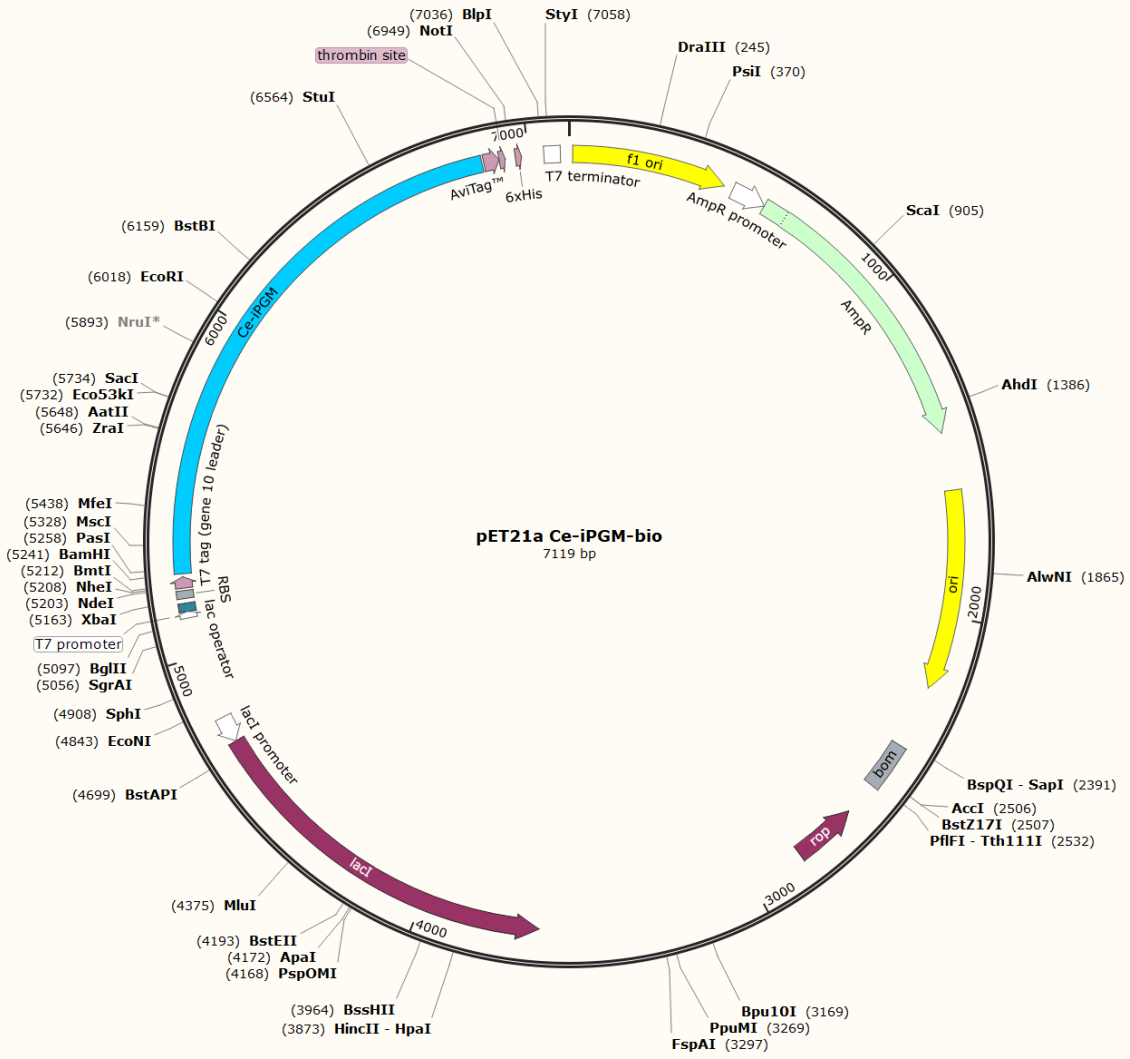 (7036) BlpI
StyI (7058)
(6949) NotI
thrombin site
DraIII (245)
PsiI (370)
(6564) StuI
7000
f1 ori
T7 terminator
AviTag™
6xHis
AmpR promoter
ScaI (905)
(6159) BstBI
1000
(6018) EcoRI
Ce-iPGM
AmpR
(5893) NruI*
6000
(5734) SacI
(5732) Eco53kI
(5648) AatII
(5646) ZraI
AhdI (1386)
T7 tag (gene 10 leader)
(5438) MfeI
(5328) MscI
(5258) PasI
(5241) BamHI
(5212) BmtI
(5208) NheI
(5203) NdeI
(5163) XbaI
pET21a Ce-iPGM-bio
7119 bp
AlwNI (1865)
ori
2000
RBS
lac operator
T7 promoter
(5097) BglII
(5056) SgrAI
5000
(4908) SphI
(4843) EcoNI
lacI promoter
(4699) BstAPI
bom
BspQI - SapI (2391)
AccI (2506)
BstZ17I (2507)
PflFI - Tth111I (2532)
rop
lacI
3000
(4375) MluI
4000
(4193) BstEII
(4172) ApaI
(4168) PspOMI
(3964) BssHII
(3873) HincII - HpaI
Bpu10I (3169)
PpuMI (3269)
FspAI (3297)